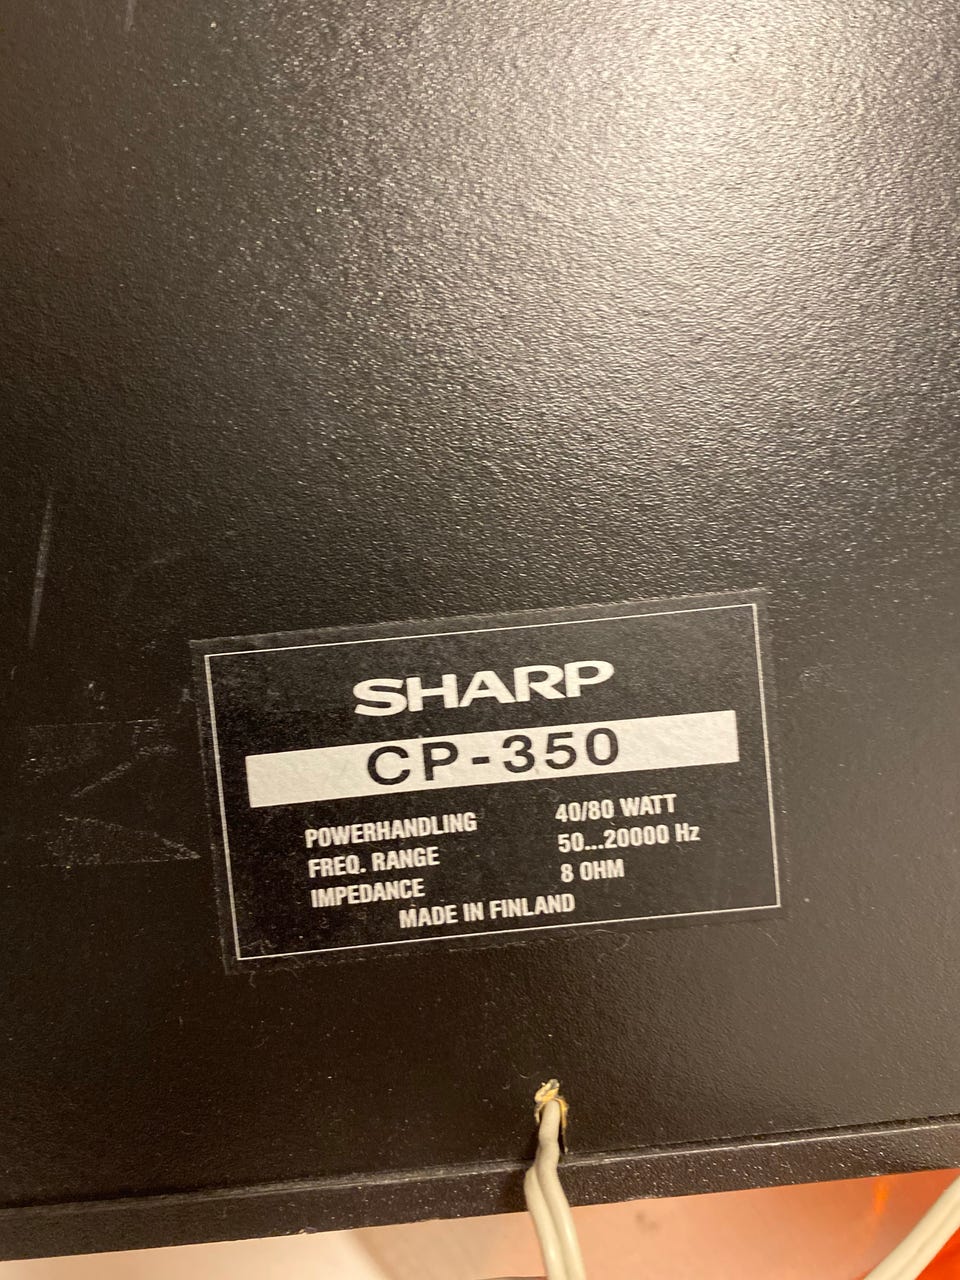 SHARP
CP-350
POWERHANDLING 40/80 WATT
FREQ. RANGE 50...20000 Hz
IMPEDANCE 8 OHM
MADE IN FINLAND